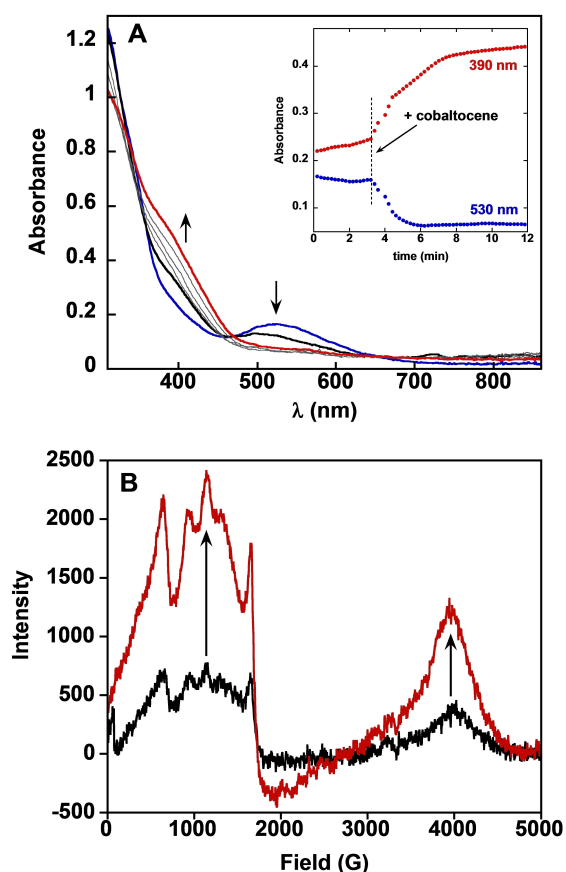 A
1.2
1
0.8
0.6
0.4
0.2
0
Absorbance
400 500 600 700 800
λ (nm)
0.4
0.3
0.2
0.1
Absorbance
390 nm
+ cobaltocene
530 nm
0 2 4 6 8 10 12
time (min)
B
2500
2000
1500
1000
500
0
-500
Intensity
0 1000 2000 3000 4000 5000
Field (G)